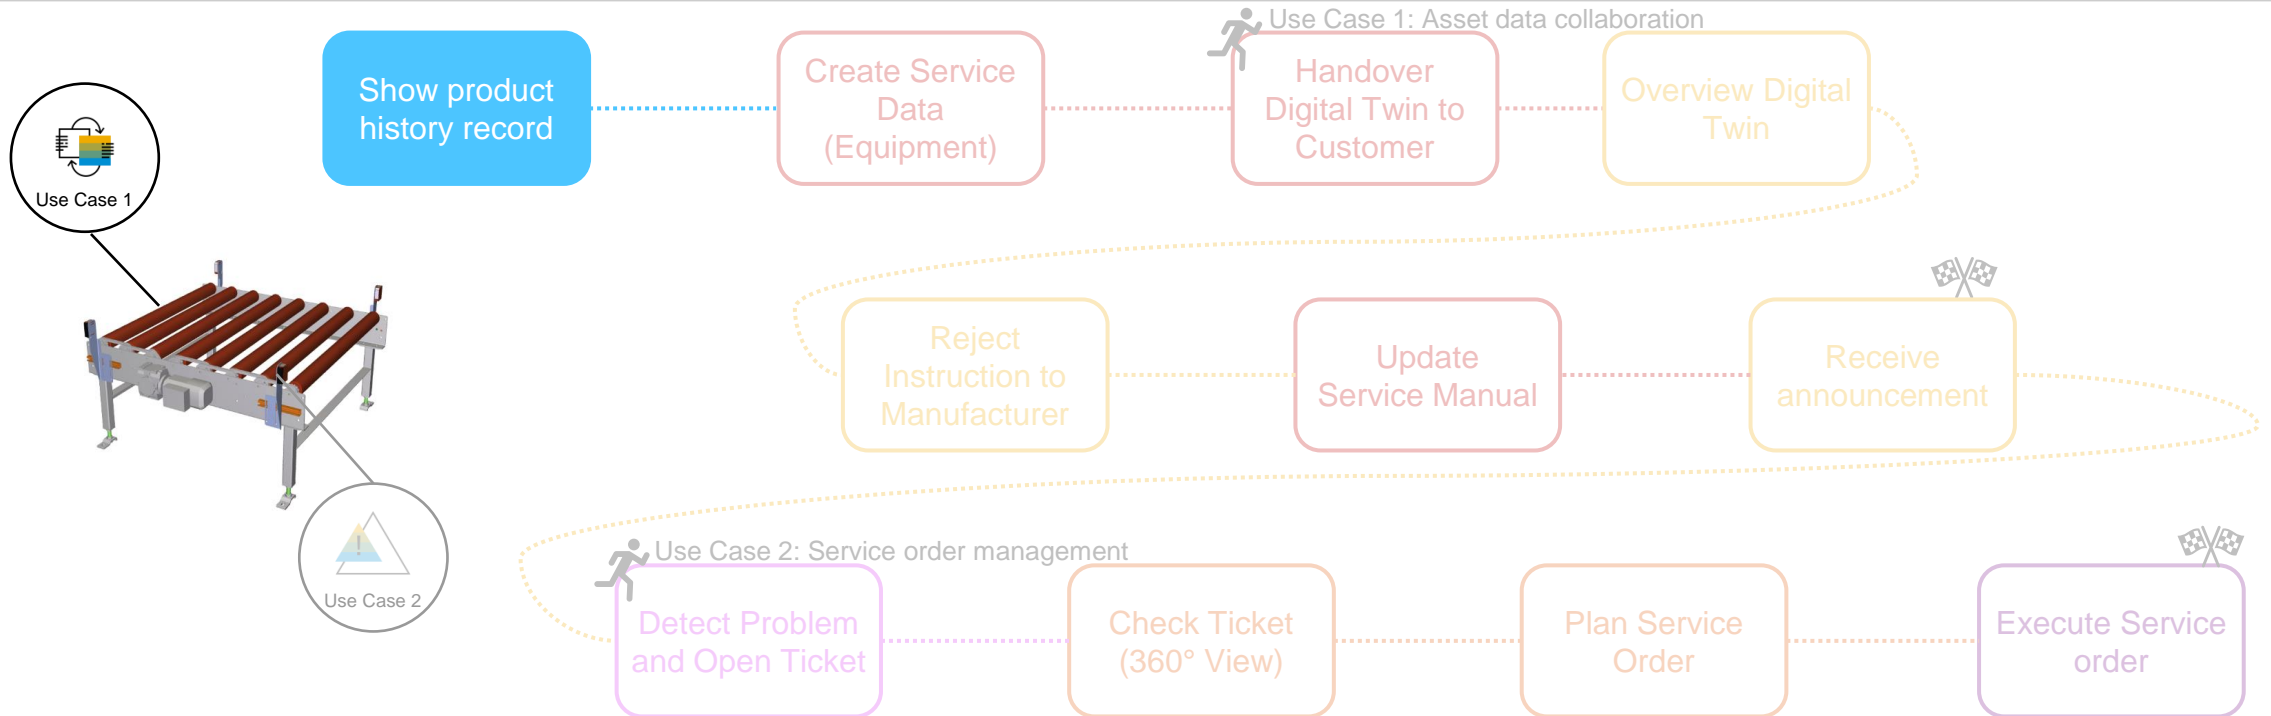 Use Case 1: Asset data collaboration
Show product
history record
Create Service
Data
(Equipment)
Handover
Digital Twin to
Customer
Overview Digital
Twin
Use Case 1
Reject
Instruction to
Manufacturer
Update
Service Manual
Receive
announcement
Use Case 2
Use Case 2: Service order management
Detect Problem
and Open Ticket
Check Ticket
(360° View)
Plan Service
Order
Execute Service
order